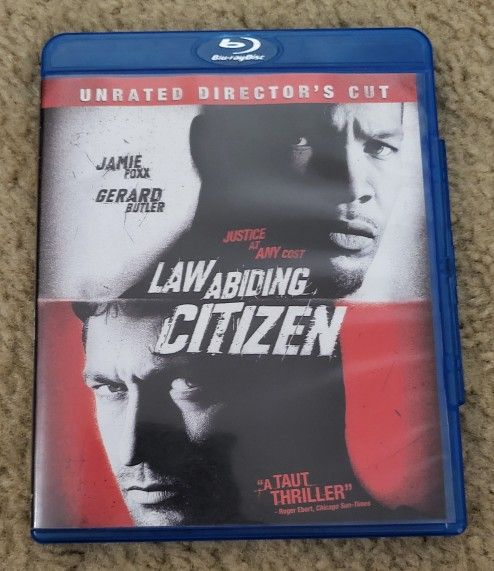 Blu-ray Disc
UNRATED DIRECTOR'S CUT
JAMIE
FOXX
GERARD
BUTLER
JUSTICE
AT
ANY COST
LAW ABIDING
CITIZEN
"A TAUT
THRILLER"
- Roger Ebert, Chicago Sun-Times